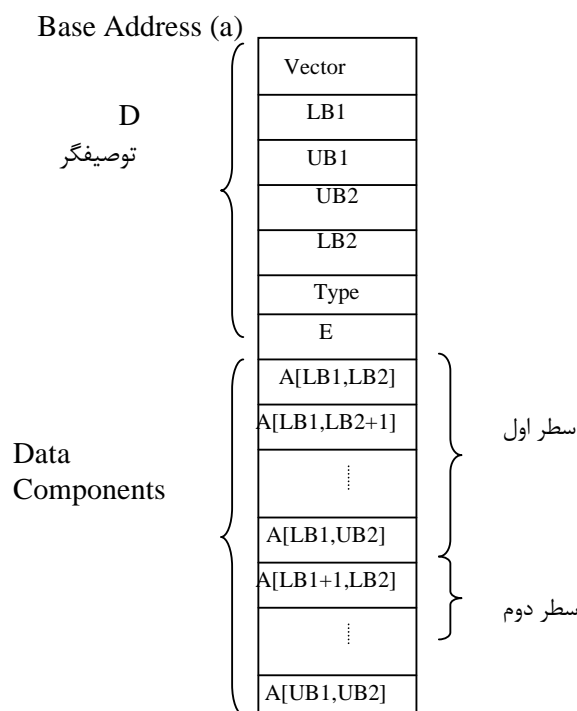 Base Address (a)
Vector
D
توصیفگر
LB1
UB1
UB2
LB2
Type
E
Data
Components
A[LB1,LB2]
A[LB1,LB2+1]
......
A[LB1,UB2]
A[LB1+1,LB2]
......
A[UB1,UB2]
سطر اول
سطر دوم